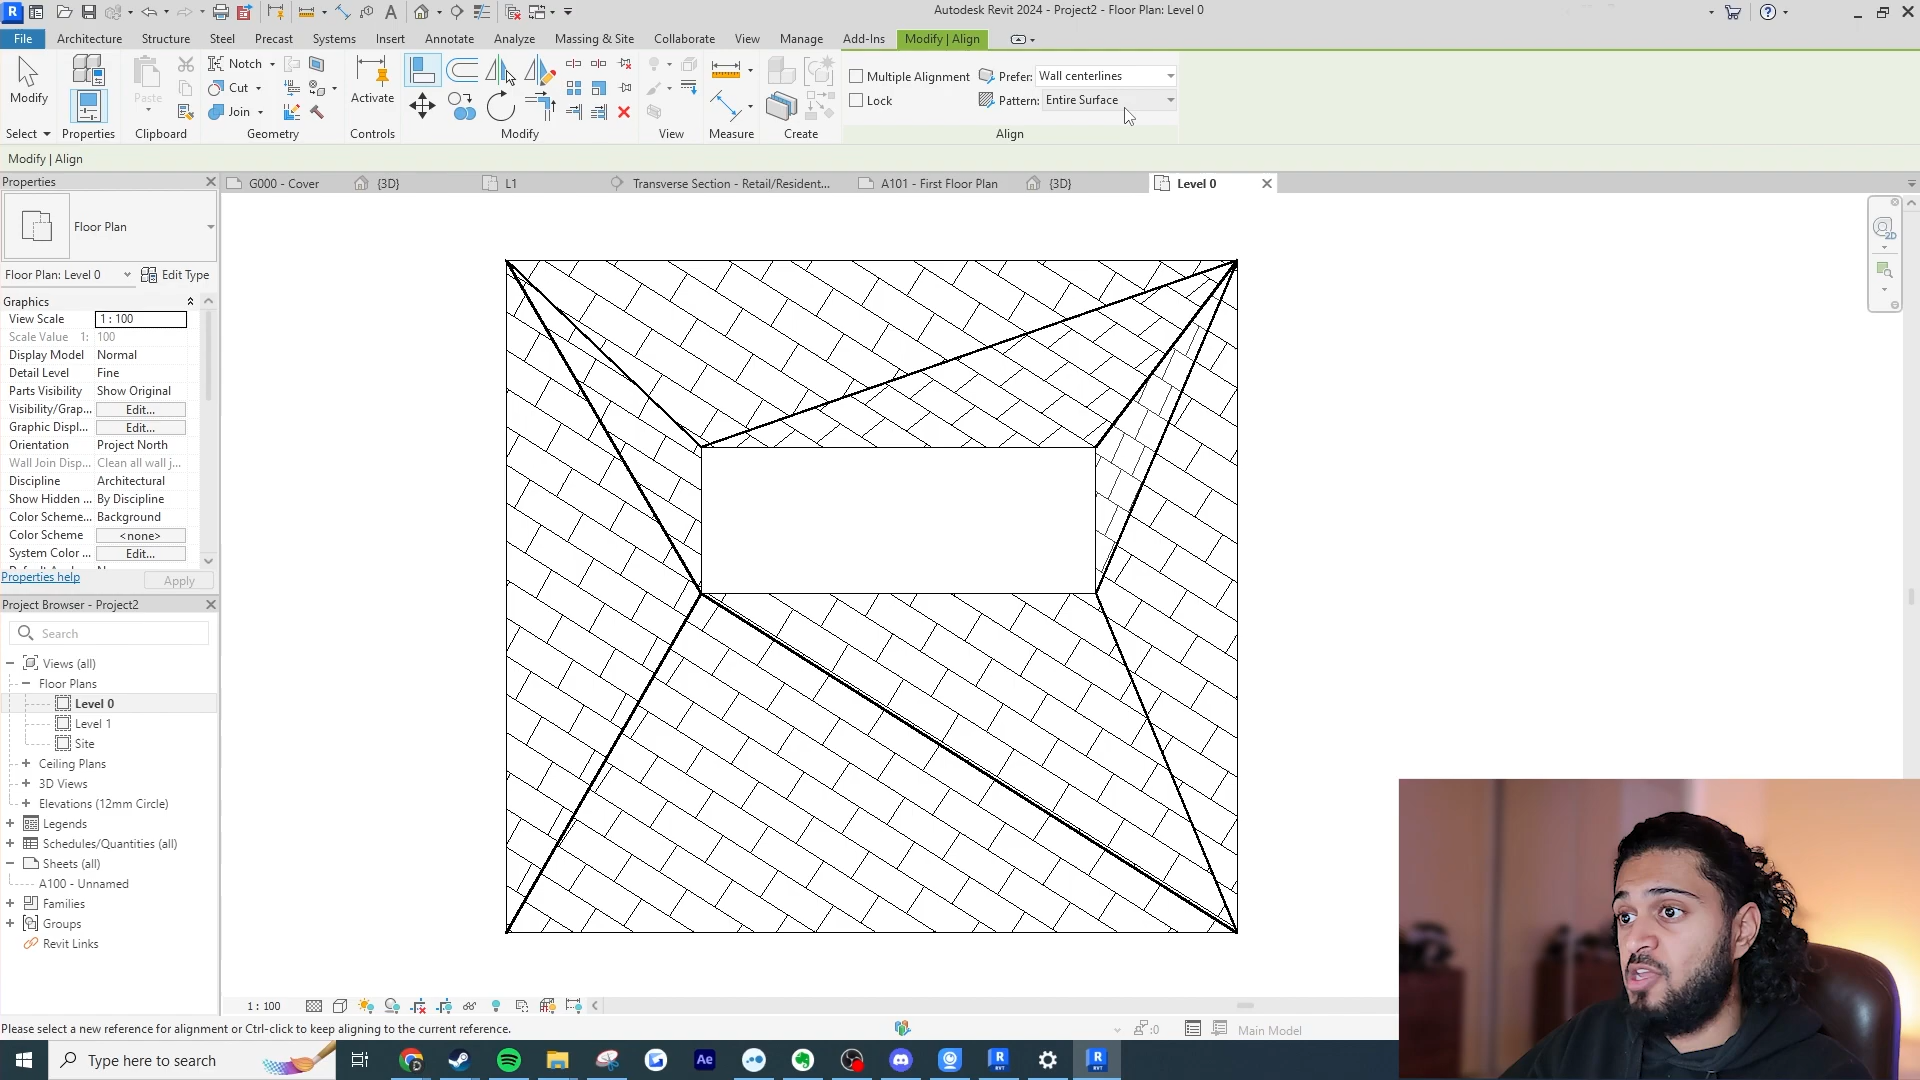 Autodesk Revit 2024 - Project2 - Floor Plan: Level 0
File Architecture Structure Steel Precast Systems Insert Annotate Analyze Massing & Site Collaborate View Manage Add-Ins Modify | Align
Modify
Paste
Notch
Cut
Join
Activate
Multiple Alignment
Lock
Prefer: Wall centerlines
Pattern: Entire Surface
Select Properties Clipboard Geometry Controls Modify View Measure Create Align
Modify | Align
Properties
G000 - Cover {3D} L1 Transverse Section - Retail/Resident... A101 - First Floor Plan {3D} Level 0
Floor Plan
Floor Plan: Level 0 Edit Type
Graphics
View Scale 1 : 100
Scale Value 1: 100
Display Model Normal
Detail Level Fine
Parts Visibility Show Original
Visibility/Grap... Edit...
Graphic Displ... Edit...
Orientation Project North
Wall Join Disp... Clean all wall j...
Discipline Architectural
Show Hidden ... By Discipline
Color Scheme... Background
Color Scheme <none>
System Color ... Edit...
Properties help Apply
Project Browser - Project2
Search
Views (all)
Floor Plans
Level 0
Level 1
Site
Ceiling Plans
3D Views
Elevations (12mm Circle)
Legends
Schedules/Quantities (all)
Sheets (all)
A100 - Unnamed
Families
Groups
Revit Links
1 : 100
Please select a new reference for alignment or Ctrl-click to keep aligning to the current reference.
:0 Main Model
Type here to search